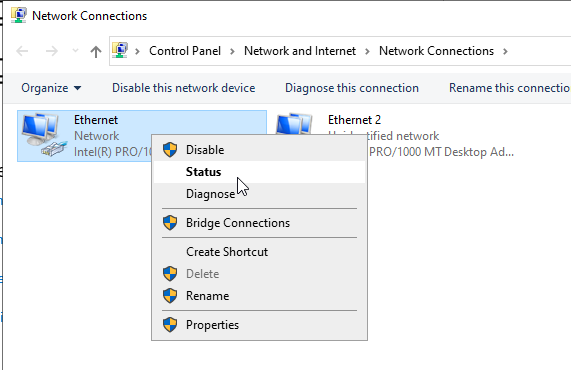 Network Connections
Control Panel > Network and Internet > Network Connections >
Organize Disable this network device Diagnose this connection Rename this connectio
Ethernet Ethernet 2
Network Unidentified network
Intel(R) PRO/10 PRO/1000 MT Desktop Ad...
Disable
Status
Diagnose
Bridge Connections
Create Shortcut
Delete
Rename
Properties